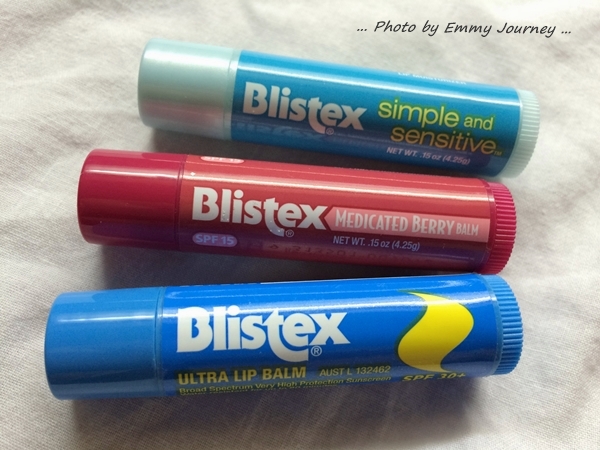 ... Photo by Emmy Journey ...
Blistex®
simple and
sensitive™
NET WT. .15 oz (4.25g)
Blistex®
MEDICATED BERRY BALM
SPF 15
NET WT. .15 oz (4.25g)
Blistex®
ULTRA LIP BALM AUST L 132462
Broad Spectrum Very High Protection Sunscreen
SPF 30+